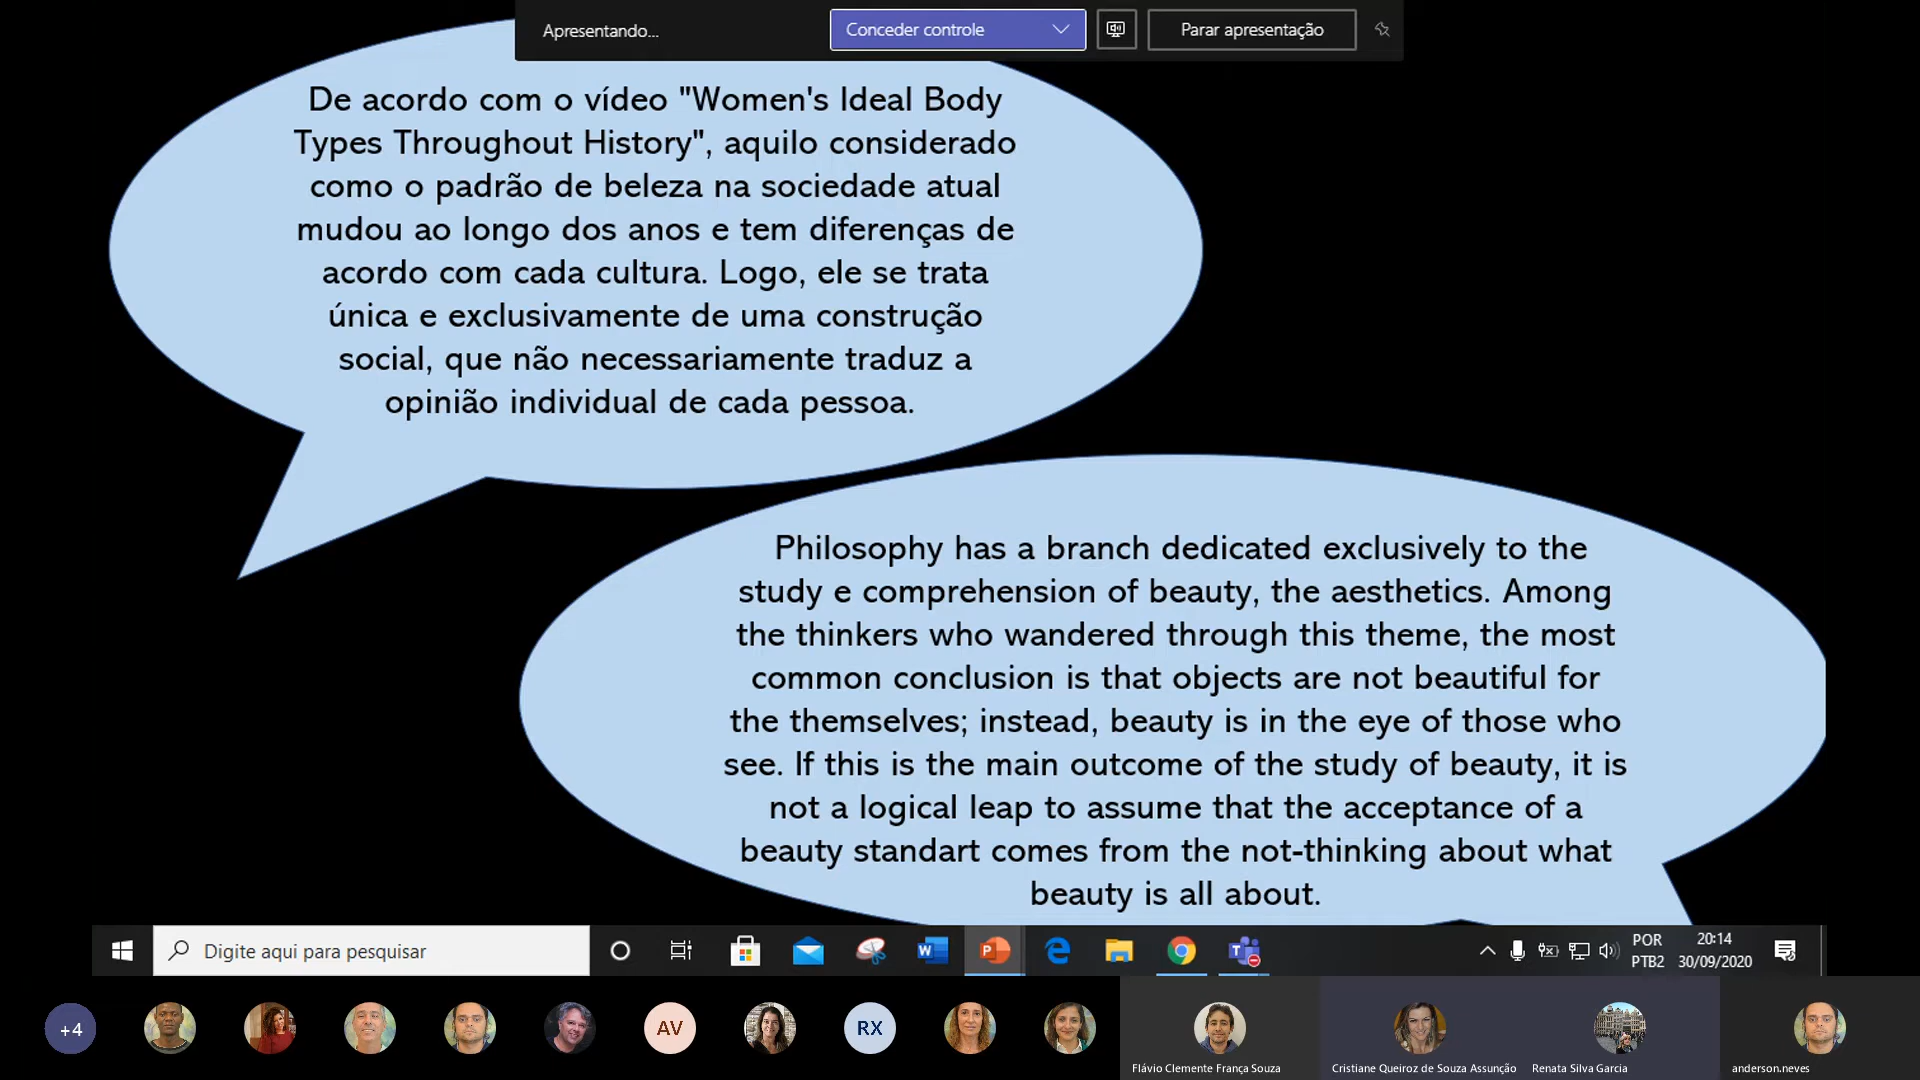 Apresentando...
Conceder controle
Parar apresentação
De acordo com o vídeo "Women's Ideal Body
Types Throughout History", aquilo considerado
como o padrão de beleza na sociedade atual
mudou ao longo dos anos e tem diferenças de
acordo com cada cultura. Logo, ele se trata
única e exclusivamente de uma construção
social, que não necessariamente traduz a
opinião individual de cada pessoa.
Philosophy has a branch dedicated exclusively to the
study e comprehension of beauty, the aesthetics. Among
the thinkers who wandered through this theme, the most
common conclusion is that objects are not beautiful for
the themselves; instead, beauty is in the eye of those who
see. If this is the main outcome of the study of beauty, it is
not a logical leap to assume that the acceptance of a
beauty standart comes from the not-thinking about what
beauty is all about.
Digite aqui para pesquisar
POR
PTB2
20:14
30/09/2020
+4
AV
RX
Flávio Clemente França Souza
Cristiane Queiroz de Souza Assunção
Renata Silva Garcia
anderson.neves